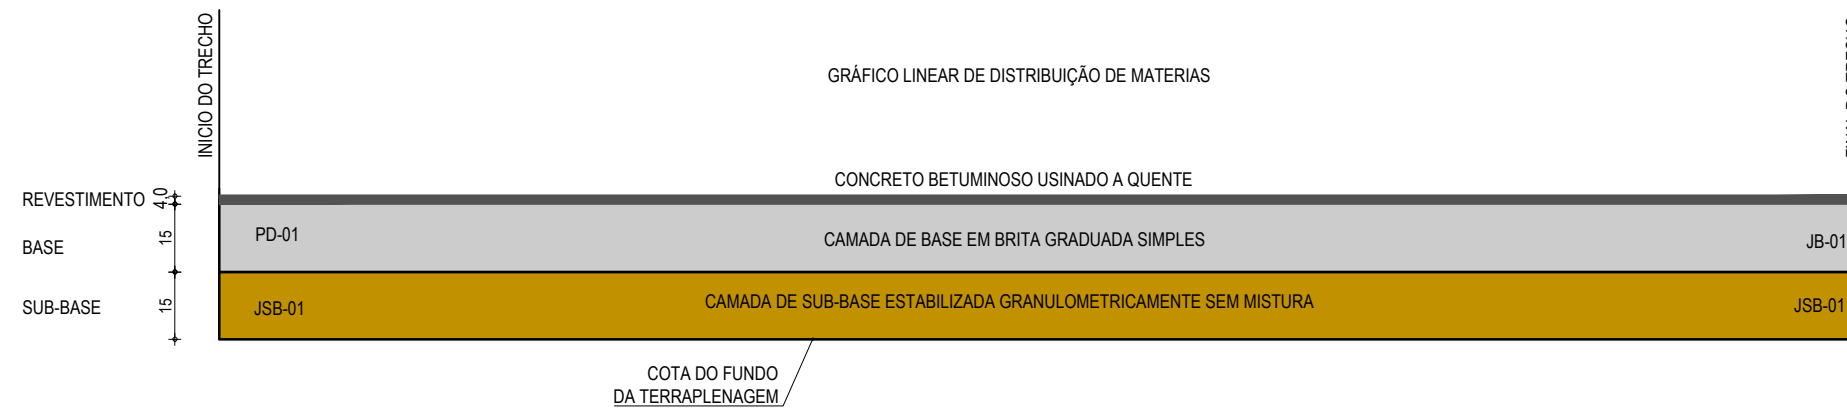 INICIO DO TRECHO
GRÁFICO LINEAR DE DISTRIBUIÇÃO DE MATERIAS
CONCRETO BETUMINOSO USINADO A QUENTE
REVESTIMENTO 4,0
BASE 15 PD-01 CAMADA DE BASE EM BRITA GRADUADA SIMPLES JB-01
SUB-BASE 15 JSB-01 CAMADA DE SUB-BASE ESTABILIZADA GRANULOMETRICAMENTE SEM MISTURA JSB-01
COTA DO FUNDO
DA TERRAPLENAGEM